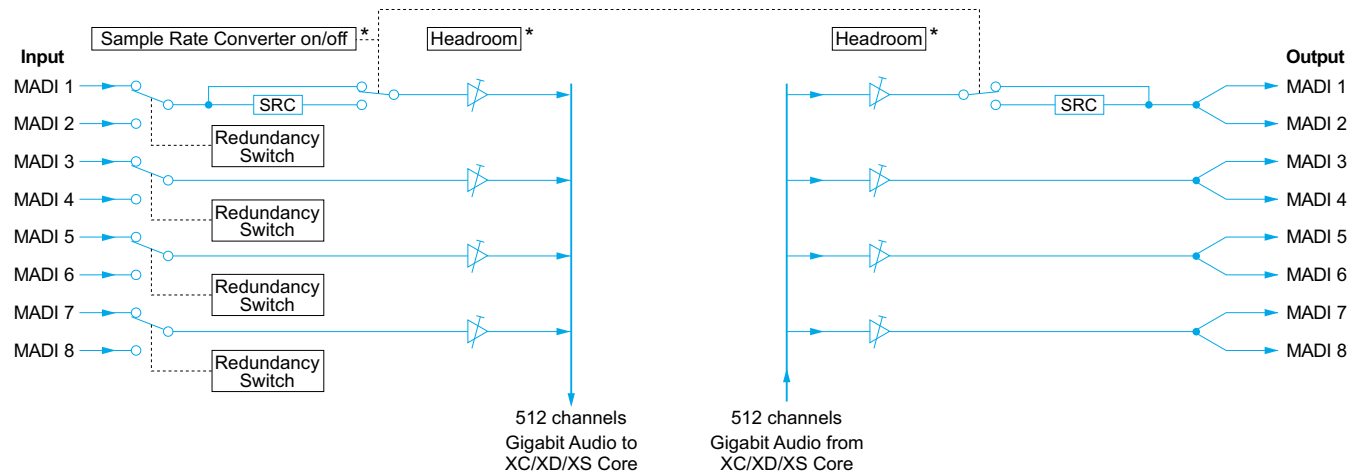 Sample Rate Converter on/off *
Headroom *
Headroom *
Input
Output
MADI 1
SRC
SRC
MADI 1
MADI 2
MADI 2
Redundancy
Switch
MADI 3
MADI 3
MADI 4
MADI 4
Redundancy
Switch
MADI 5
MADI 5
MADI 6
MADI 6
Redundancy
Switch
MADI 7
MADI 7
MADI 8
MADI 8
Redundancy
Switch
512 channels
Gigabit Audio to
XC/XD/XS Core
512 channels
Gigabit Audio from
XC/XD/XS Core